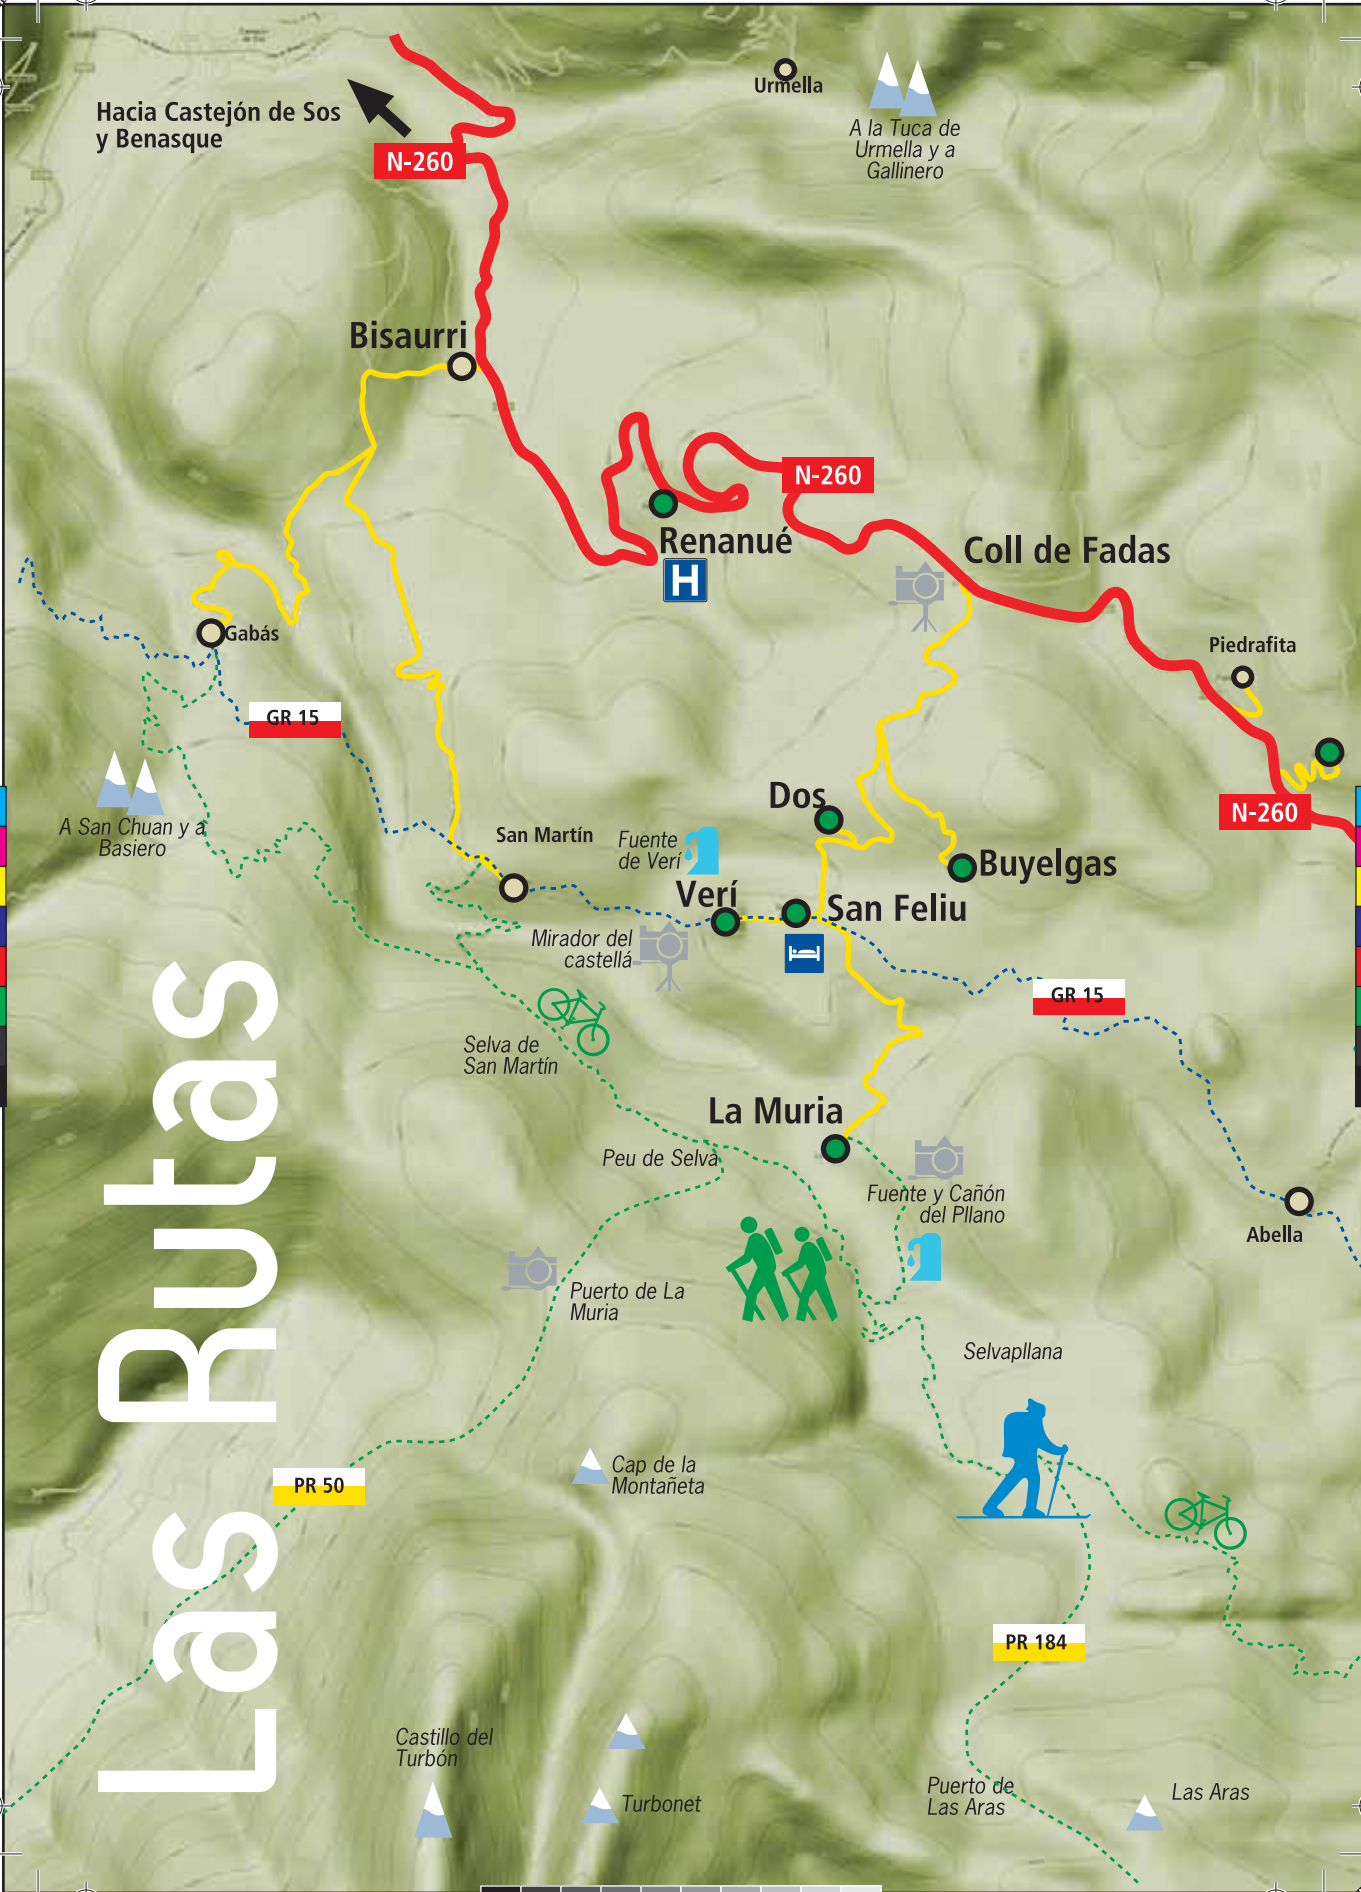 Urmella
Hacia Castejón de Sos
y Benasque
A la Tuca de
Urmella y a
Gallinero
N-260
Bisaurri
N-260
Renanué
H
Coll de Fadas
Gabás
Piedrafita
GR 15
Dos
N-260
A San Chuan y a
Basiero
San Martín
Fuente
de Verí
Buyelgas
Verí
San Feliu
Mirador del
castellá
GR 15
Selva de
San Martín
La Muria
Peu de Selva
Fuente y Cañón
del Pllano
Abella
Puerto de La
Muria
Selvapllana
Cap de la
Montañeta
PR 50
PR 184
Castillo del
Turbón
Turbonet
Puerto de
Las Aras
Las Aras
Las Rutas